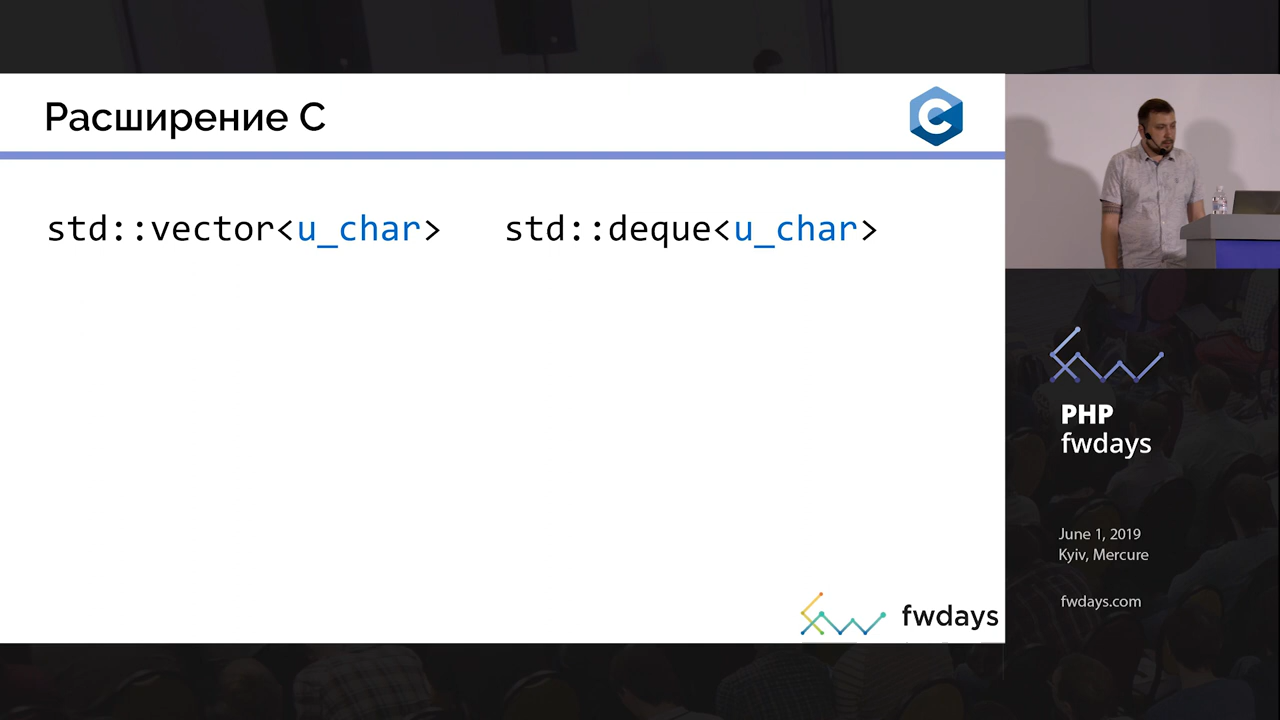 Расширение C
C
std::vector<u_char> std::deque<u_char>
fwdays
PHP
fwdays
June 1, 2019
Kyiv, Mercure
fwdays.com